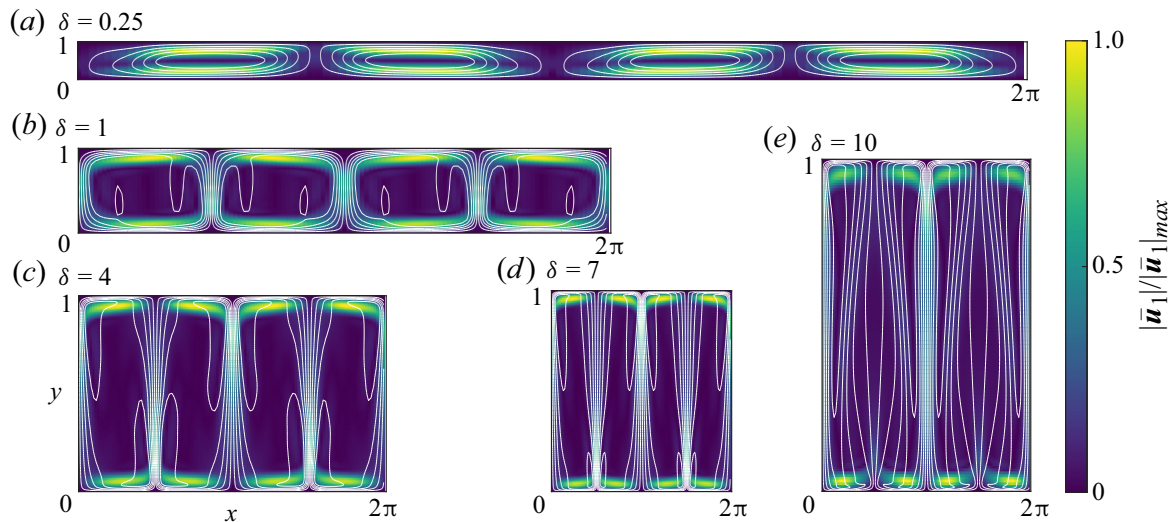 (a) δ = 0.25
1
0
2π
(b) δ = 1
1
0
2π
(c) δ = 4
1
y
0
x
2π
(d) δ = 7
1
0
2π
(e) δ = 10
1
0
2π
1.0
0.5
0
|ū₁|/|ū₁|max